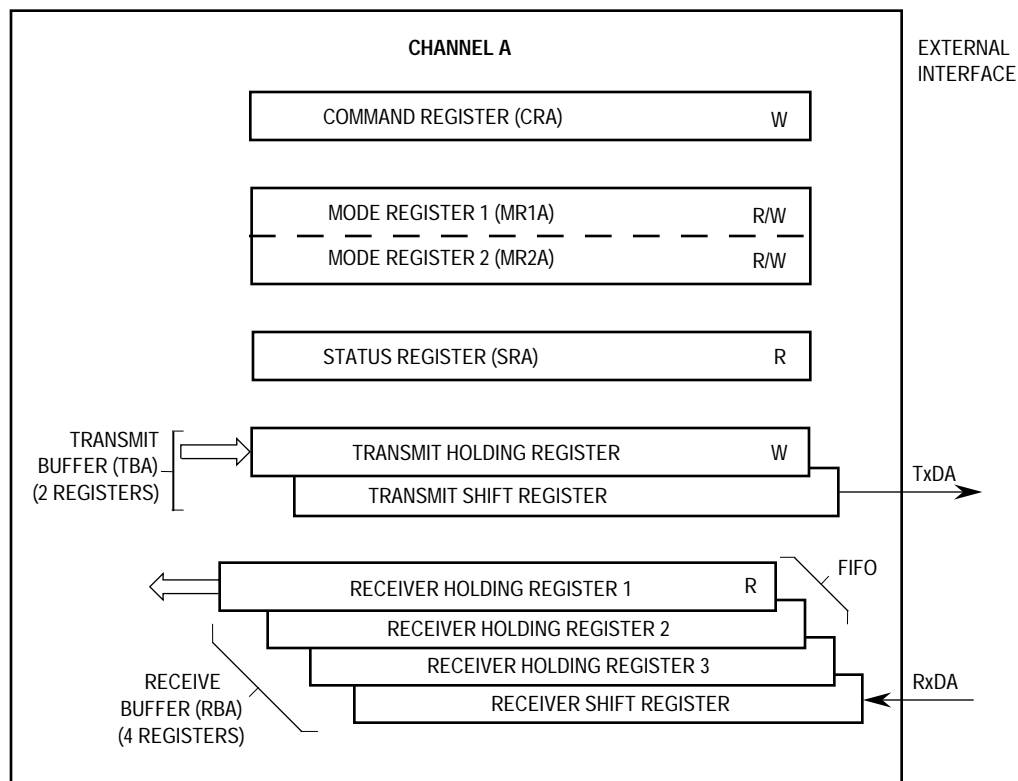 CHANNEL A
EXTERNAL
INTERFACE
COMMAND REGISTER (CRA) W
MODE REGISTER 1 (MR1A) R/W
MODE REGISTER 2 (MR2A) R/W
STATUS REGISTER (SRA) R
TRANSMIT
BUFFER (TBA)
(2 REGISTERS)
TRANSMIT HOLDING REGISTER W
TRANSMIT SHIFT REGISTER
TxDA
RECEIVER HOLDING REGISTER 1 R
FIFO
RECEIVER HOLDING REGISTER 2
RECEIVER HOLDING REGISTER 3
RECEIVER SHIFT REGISTER
RxDA
RECEIVE
BUFFER (RBA)
(4 REGISTERS)